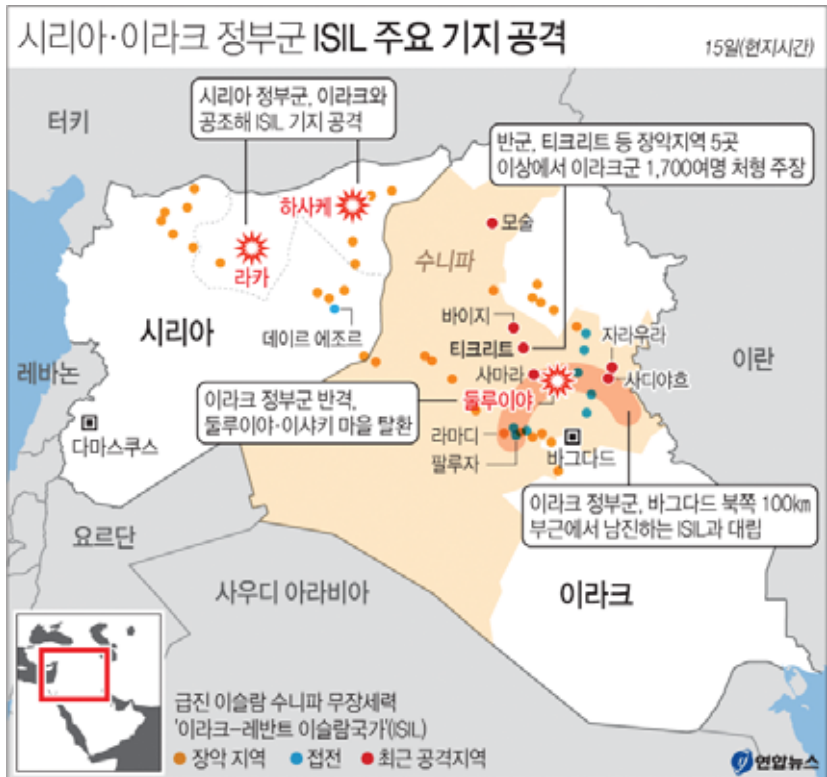 시리아·이라크 정부군 ISIL 주요 기지 공격
15일(현지시간)
터키
시리아 정부군, 이라크와
공조해 ISIL 기지 공격
반군, 티크리트 등 장악지역 5곳
이상에서 이라크군 1,700여명 처형 주장
하사케
모술
라카
수니파
시리아
데이르 에조르
바이지
티크리트
자라우라
이란
레바논
사마라
사디야흐
이라크 정부군 반격,
둘루이야·이샤키 마을 탈환
둘루이야
다마스쿠스
라마디
팔루자
바그다드
이라크 정부군, 바그다드 북쪽 100㎞
부근에서 남진하는 ISIL과 대립
요르단
사우디 아라비아
이라크
급진 이슬람 수니파 무장세력
'이라크-레반트 이슬람국가'(ISIL)
장악 지역
접전
최근 공격지역
연합뉴스